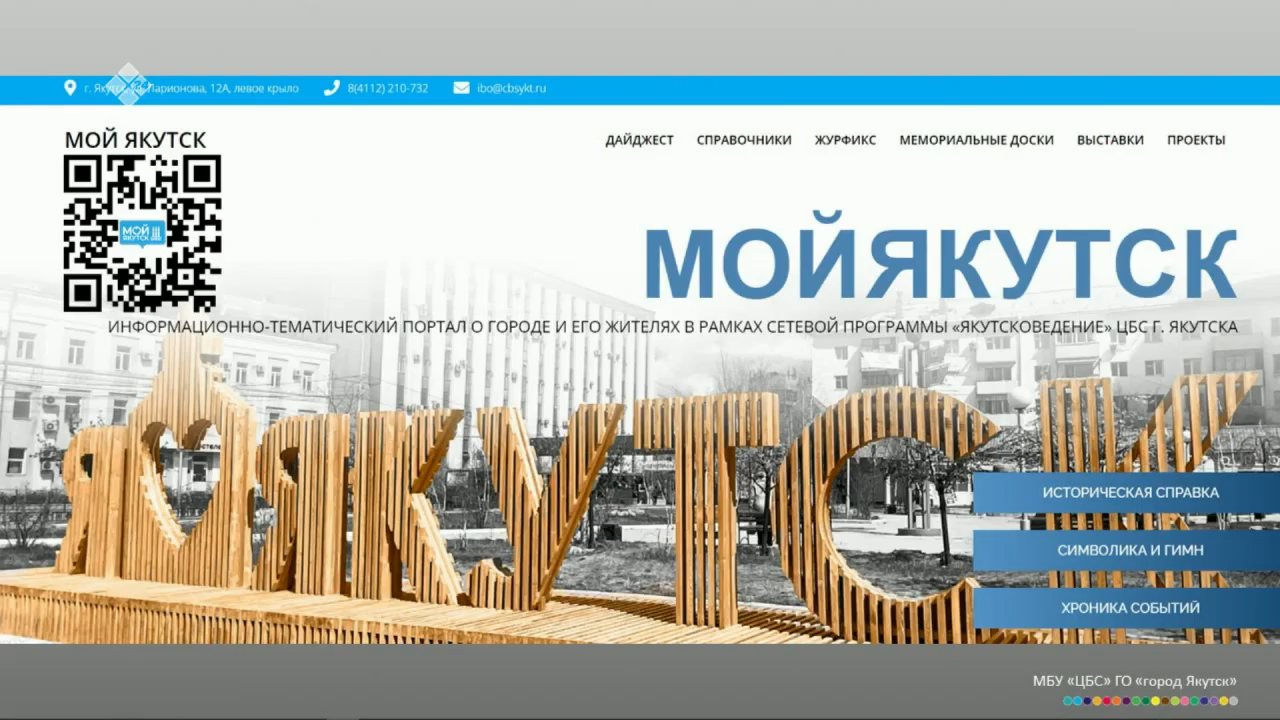 г. Якутск, ул. Ларионова, 12А, левое крыло 8(4112) 210-732 ibo@cbsykt.ru
МОЙ ЯКУТСК
ДАЙДЖЕСТ СПРАВОЧНИКИ ЖУРФИКС МЕМОРИАЛЬНЫЕ ДОСКИ ВЫСТАВКИ ПРОЕКТЫ
МОЙ
ЯКУТСК
МОЙЯКУТСК
ИНФОРМАЦИОННО-ТЕМАТИЧЕСКИЙ ПОРТАЛ О ГОРОДЕ И ЕГО ЖИТЕЛЯХ В РАМКАХ СЕТЕВОЙ ПРОГРАММЫ «ЯКУТСКОВЕДЕНИЕ» ЦБС Г. ЯКУТСКА
Я ЯКУТСК
ИСТОРИЧЕСКАЯ СПРАВКА
СИМВОЛИКА И ГИМН
ХРОНИКА СОБЫТИЙ
МБУ «ЦБС» ГО «город Якутск»